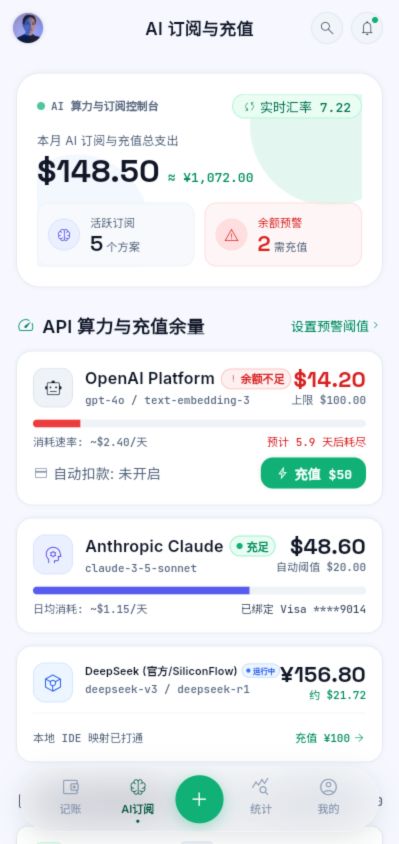 AI 订阅与充值
AI 算力与订阅控制台
实时汇率 7.22
本月 AI 订阅与充值总支出
$148.50 ≈ ¥1,072.00
活跃订阅
5 个方案
余额预警
2 需充值
API 算力与充值余量
设置预警阈值
OpenAI Platform
! 余额不足
$14.20
gpt-4o / text-embedding-3
上限 $100.00
消耗速率: ~$2.40/天
预计 5.9 天后耗尽
自动扣款: 未开启
充值 $50
Anthropic Claude
充足
$48.60
claude-3-5-sonnet
自动阈值 $20.00
日均消耗: ~$1.15/天
已绑定 Visa ****9014
DeepSeek (官方/SiliconFlow)
运行中
¥156.80
deepseek-v3 / deepseek-r1
约 $21.72
本地 IDE 映射已打通
充值 ¥100 →
记账
AI订阅
统计
我的